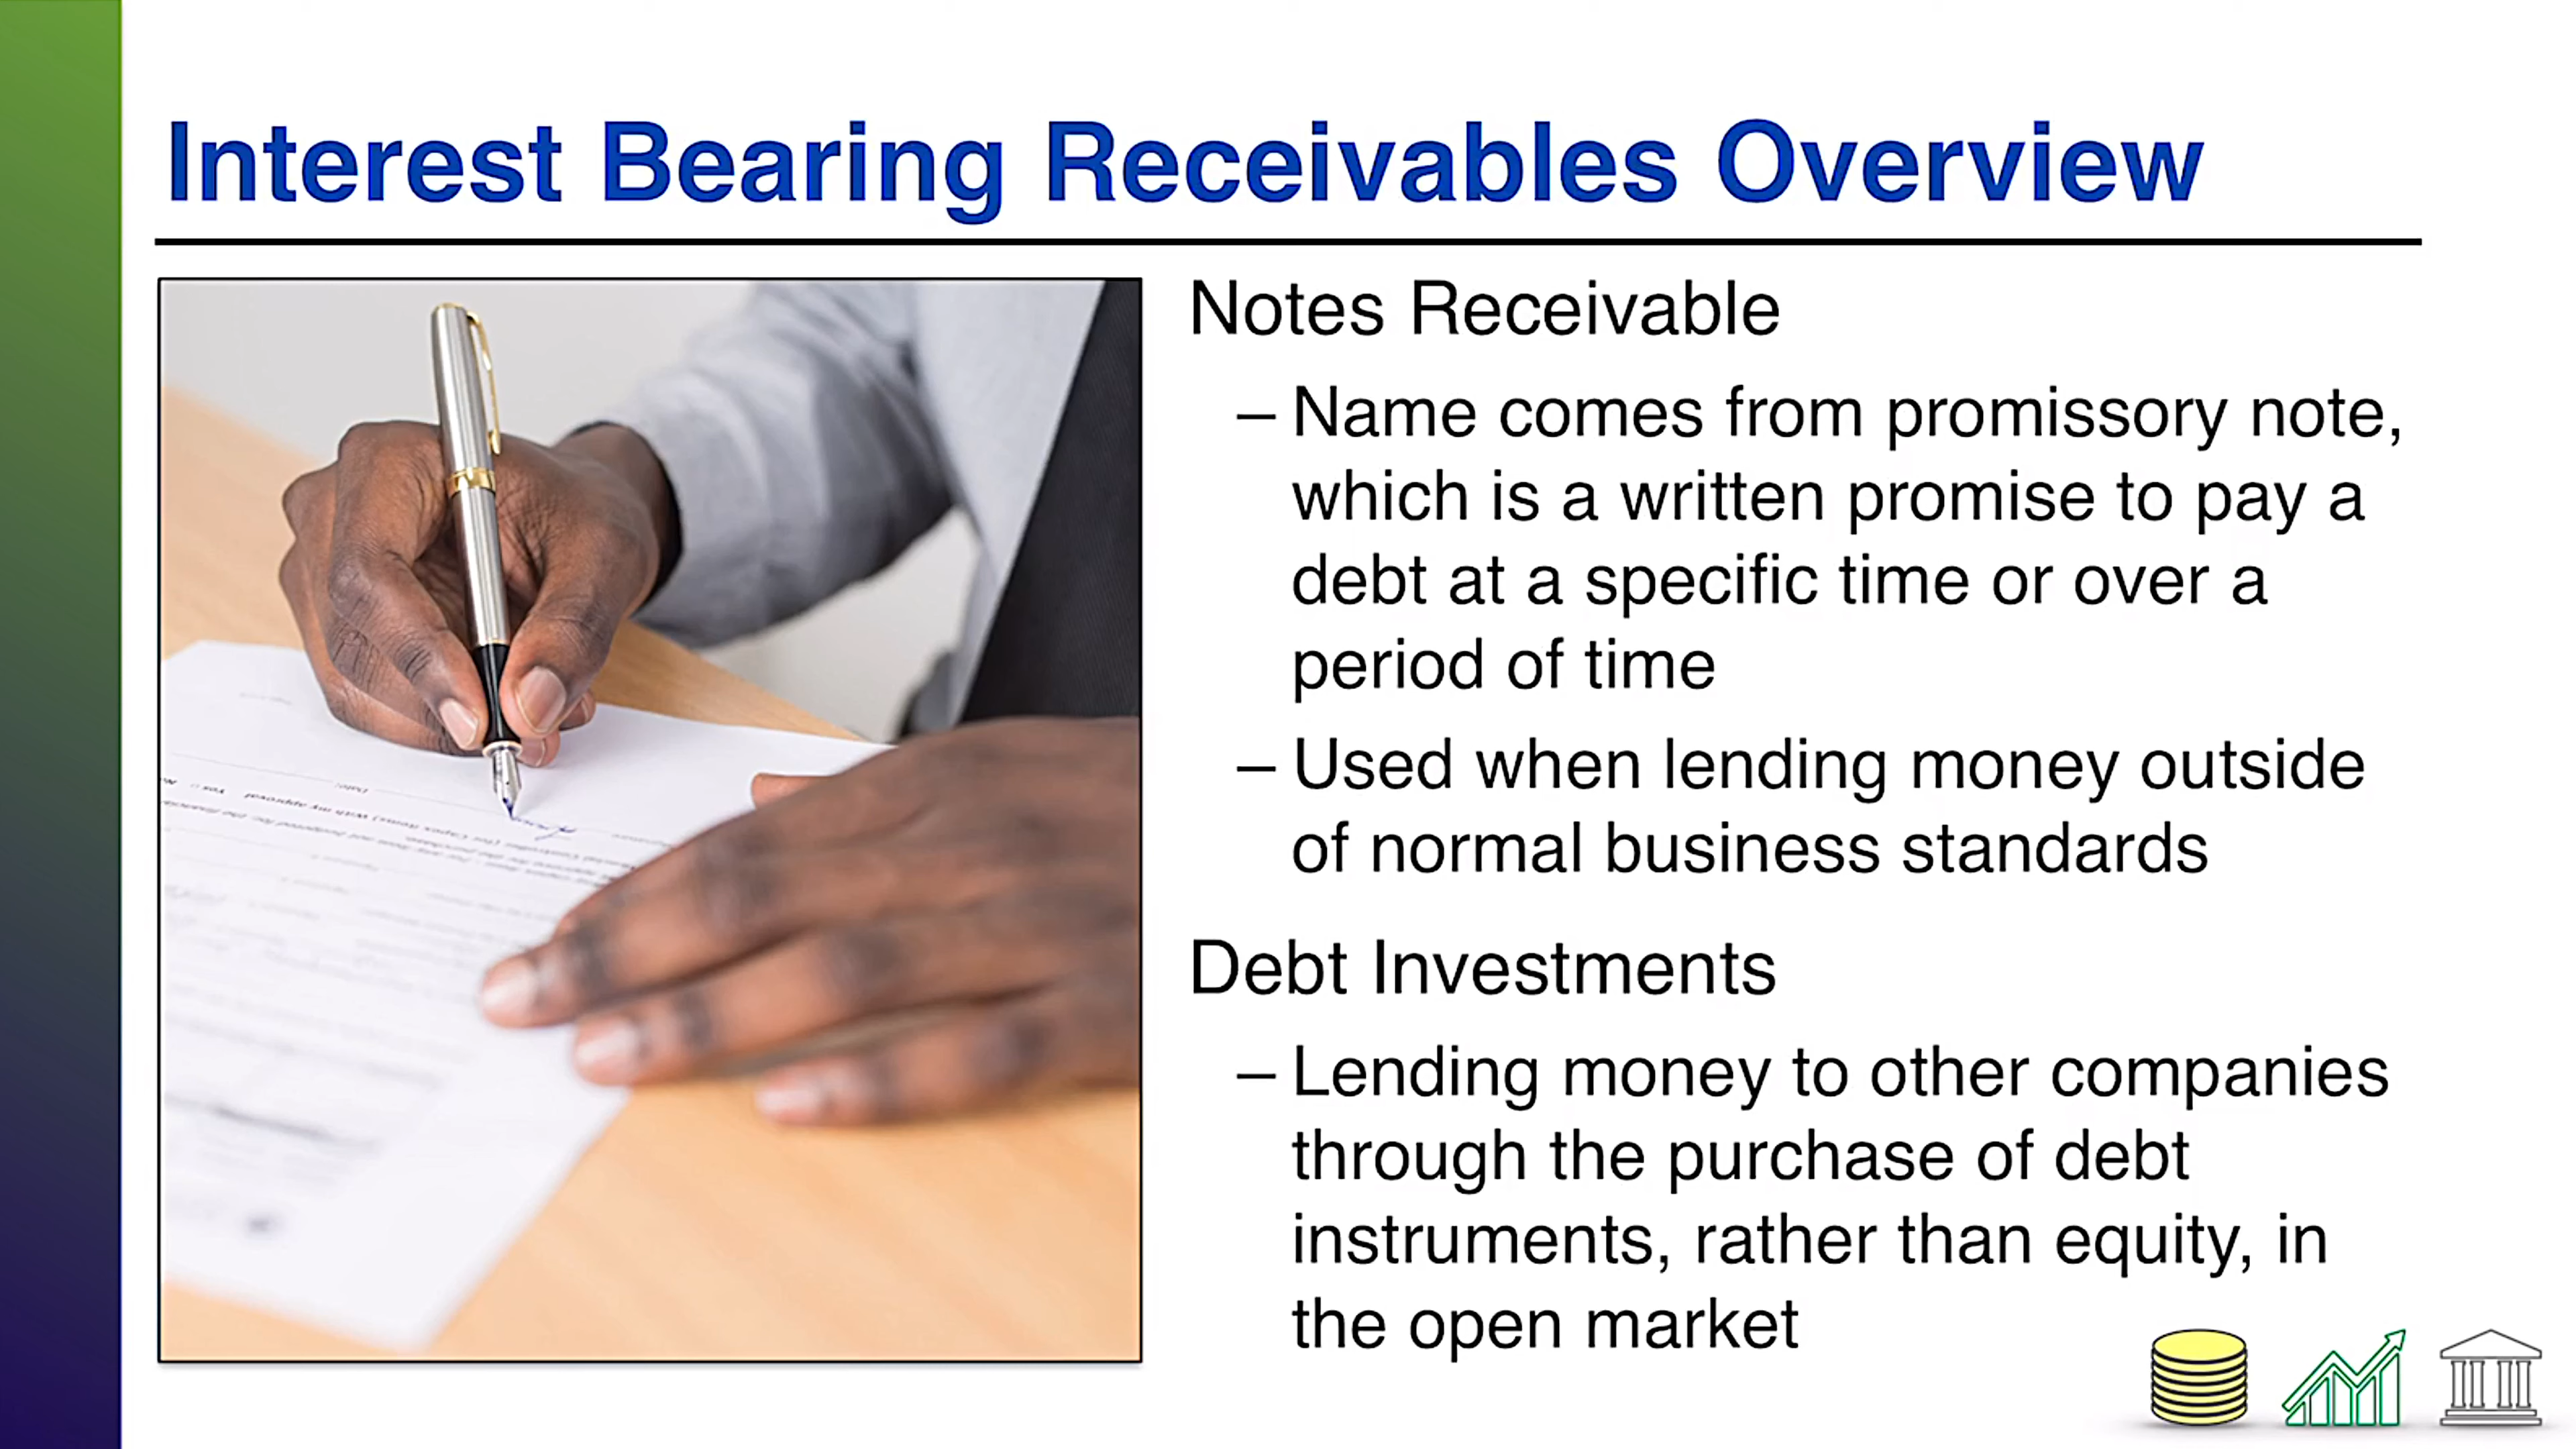 Interest Bearing Receivables Overview
Notes Receivable
– Name comes from promissory note,
which is a written promise to pay a
debt at a specific time or over a
period of time
– Used when lending money outside
of normal business standards
Debt Investments
– Lending money to other companies
through the purchase of debt
instruments, rather than equity, in
the open market